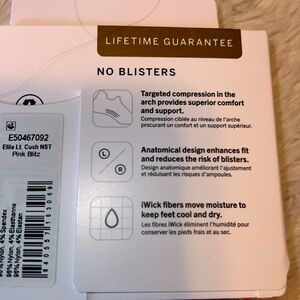 LIFETIME GUARANTEE
NO BLISTERS
Targeted compression in the
arch provides superior comfort
and support.
Compression ciblée au niveau de l'arche
procurant un confort et un support supérieur.
L
R
Anatomical design enhances fit
and reduces the risk of blisters.
Design anatomique améliorant l'ajustement
et réduisant les risques d'ampoules.
iWick fibers move moisture to
keep feet cool and dry.
Les fibres iWick éliminent l'humidité pour
conserver les pieds frais et au sec.
E50467092
Elite Lt. Cush NST
Pink Blitz